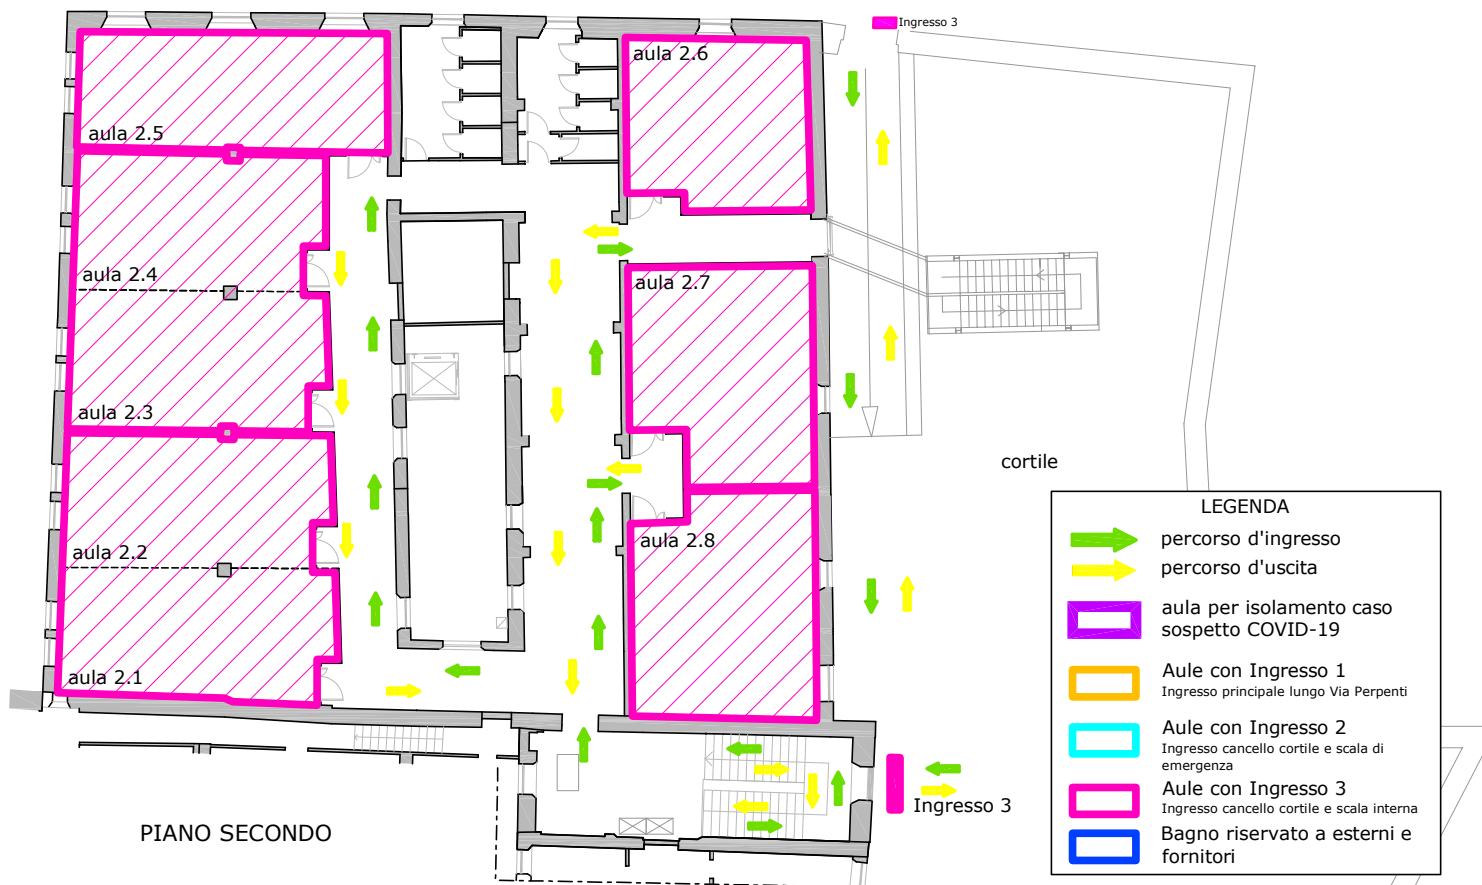 Ingresso 3
aula 2.6
aula 2.5
aula 2.4
aula 2.7
aula 2.3
cortile
aula 2.2
aula 2.8
aula 2.1
Ingresso 3
PIANO SECONDO
LEGENDA
percorso d'ingresso
percorso d'uscita
aula per isolamento caso
sospetto COVID-19
Aule con Ingresso 1
Ingresso principale lungo Via Perpenti
Aule con Ingresso 2
Ingresso cancello cortile e scala di
emergenza
Aule con Ingresso 3
Ingresso cancello cortile e scala interna
Bagno riservato a esterni e
fornitori